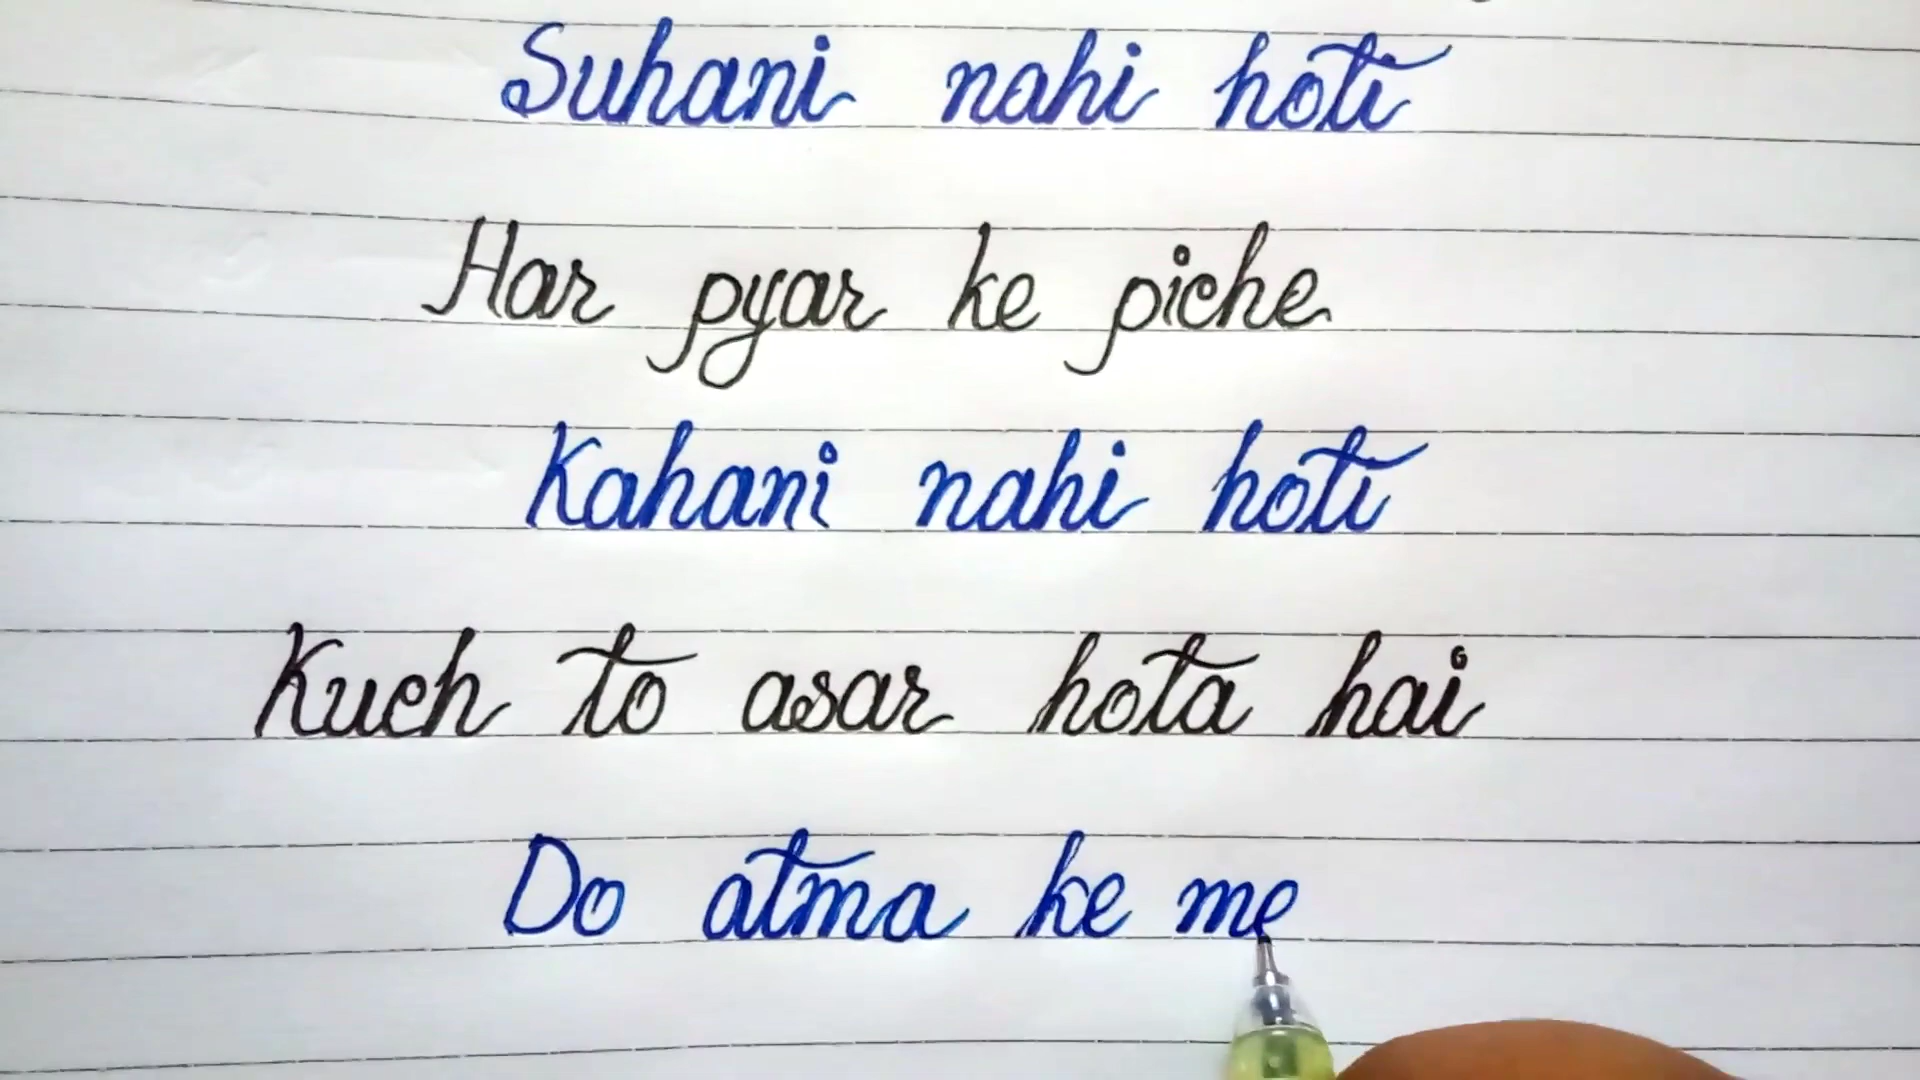 Suhani nahi hoti
Har pyar ke piche
Kahani nahi hoti
Kuch to asar hota hai
Do atma ke me